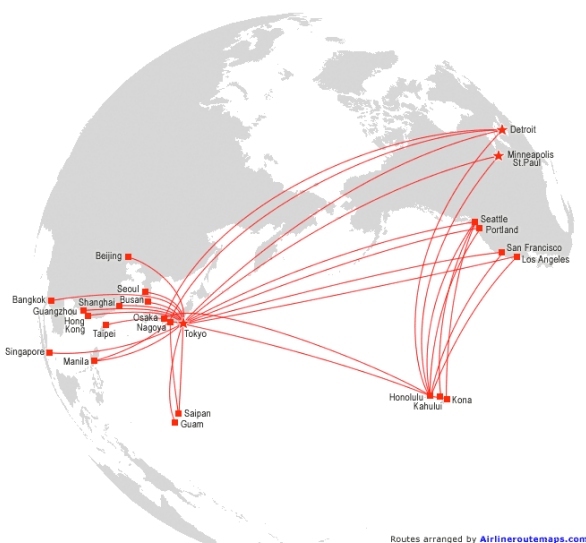 Detroit
Minneapolis
St.Paul
Seattle
Portland
San Francisco
Los Angeles
Beijing
Seoul
Busan
Bangkok
Shanghai
Guangzhou
Hong
Kong
Osaka
Nagoya
Taipei
Tokyo
Singapore
Manila
Honolulu
Kahului
Kona
Saipan
Guam
Routes arranged by Airlineroutemaps.com